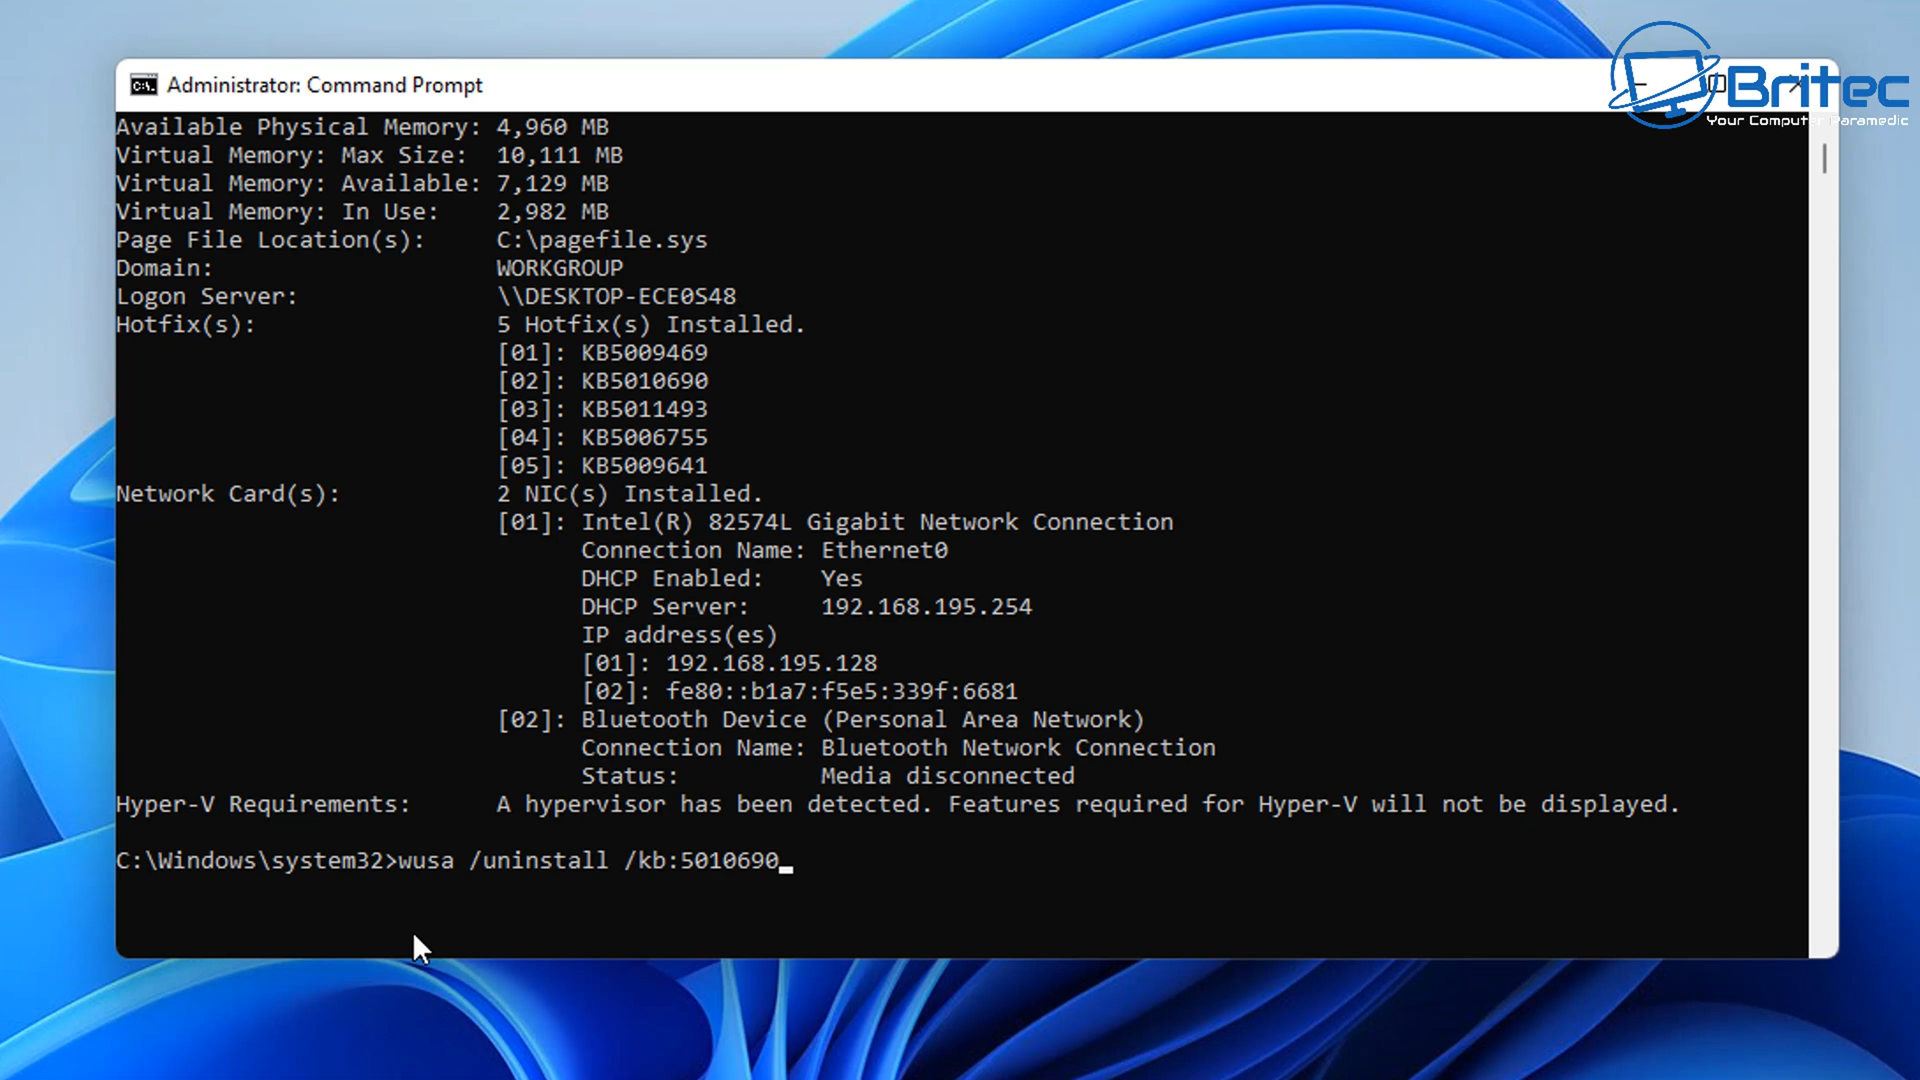 Administrator: Command Prompt
Britec
Your Computer Paramedic
Available Physical Memory: 4,960 MB
Virtual Memory: Max Size:  10,111 MB
Virtual Memory: Available: 7,129 MB
Virtual Memory: In Use:    2,982 MB
Page File Location(s):     C:\pagefile.sys
Domain:                    WORKGROUP
Logon Server:              \\DESKTOP-ECE0S48
Hotfix(s):                 5 Hotfix(s) Installed.
[01]: KB5009469
[02]: KB5010690
[03]: KB5011493
[04]: KB5006755
[05]: KB5009641
Network Card(s):           2 NIC(s) Installed.
[01]: Intel(R) 82574L Gigabit Network Connection
Connection Name: Ethernet0
DHCP Enabled:    Yes
DHCP Server:     192.168.195.254
IP address(es)
[01]: 192.168.195.128
[02]: fe80::b1a7:f5e5:339f:6681
[02]: Bluetooth Device (Personal Area Network)
Connection Name: Bluetooth Network Connection
Status:          Media disconnected
Hyper-V Requirements:      A hypervisor has been detected. Features required for Hyper-V will not be displayed.
C:\Windows\system32>wusa /uninstall /kb:5010690